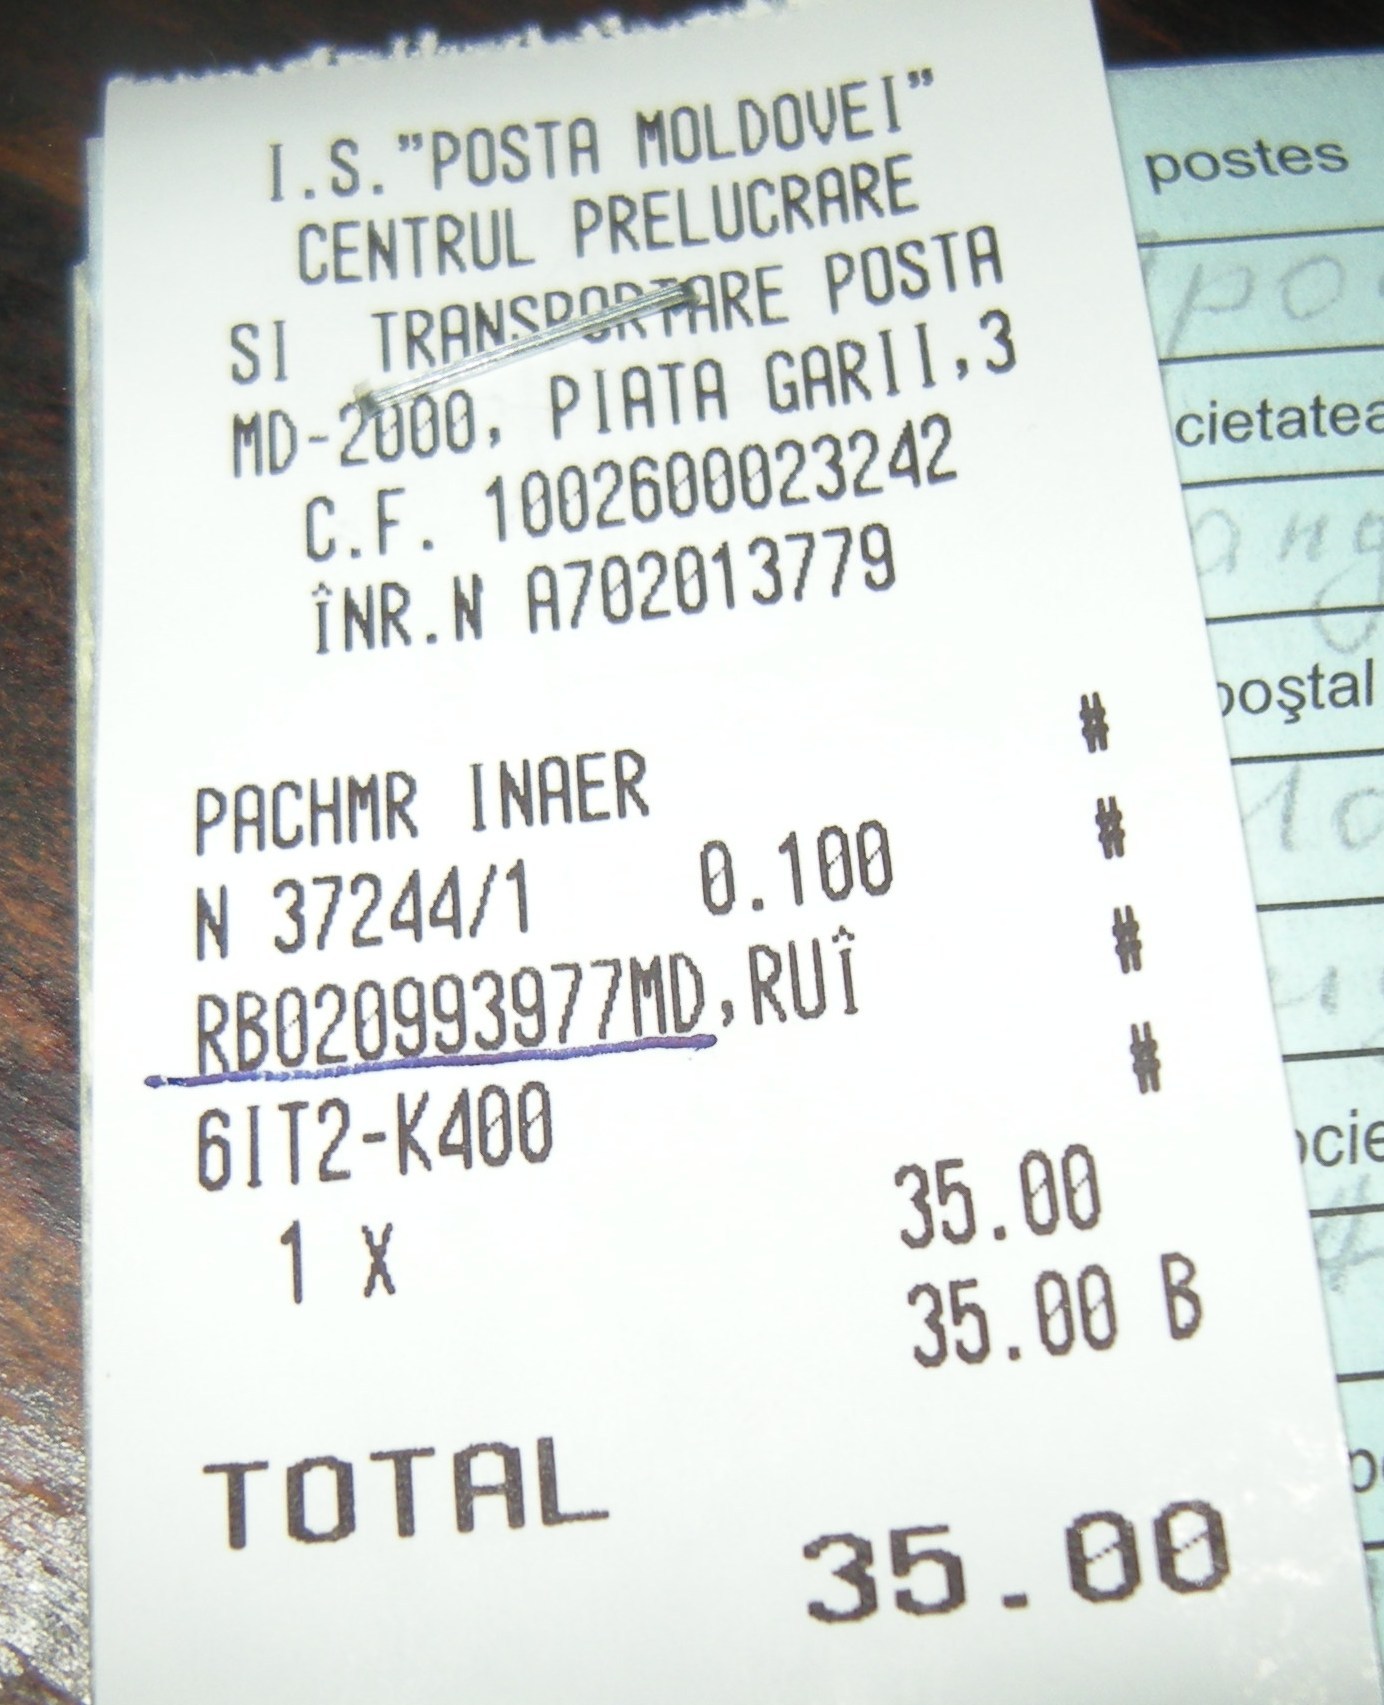 I.S."POSTA MOLDOVEI"
CENTRUL PRELUCRARE
SI TRANSPORTARE POSTA
MD-2000, PIATA GARII,3
C.F. 1002600023242
ÎNR.N A702013779
#
PACHMR INAER
#
N 37244/1 0.100
#
RB020993977MD,RUÎ
#
6IT2-K400
1 X 35.00
35.00 B
TOTAL
35.00
postes
cietatea
poştal
ocie